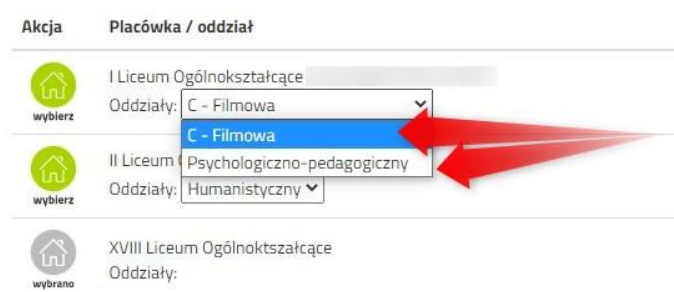 Akcja Placówka / oddział
I Liceum Ogólnokształcące
wybierz Oddziały: C - Filmowa
C - Filmowa
II Liceum
Psychologiczno-pedagogiczny
wybierz Oddziały: Humanistyczny
XVIII Liceum Ogólnoktszałcące
wybrano Oddziały: